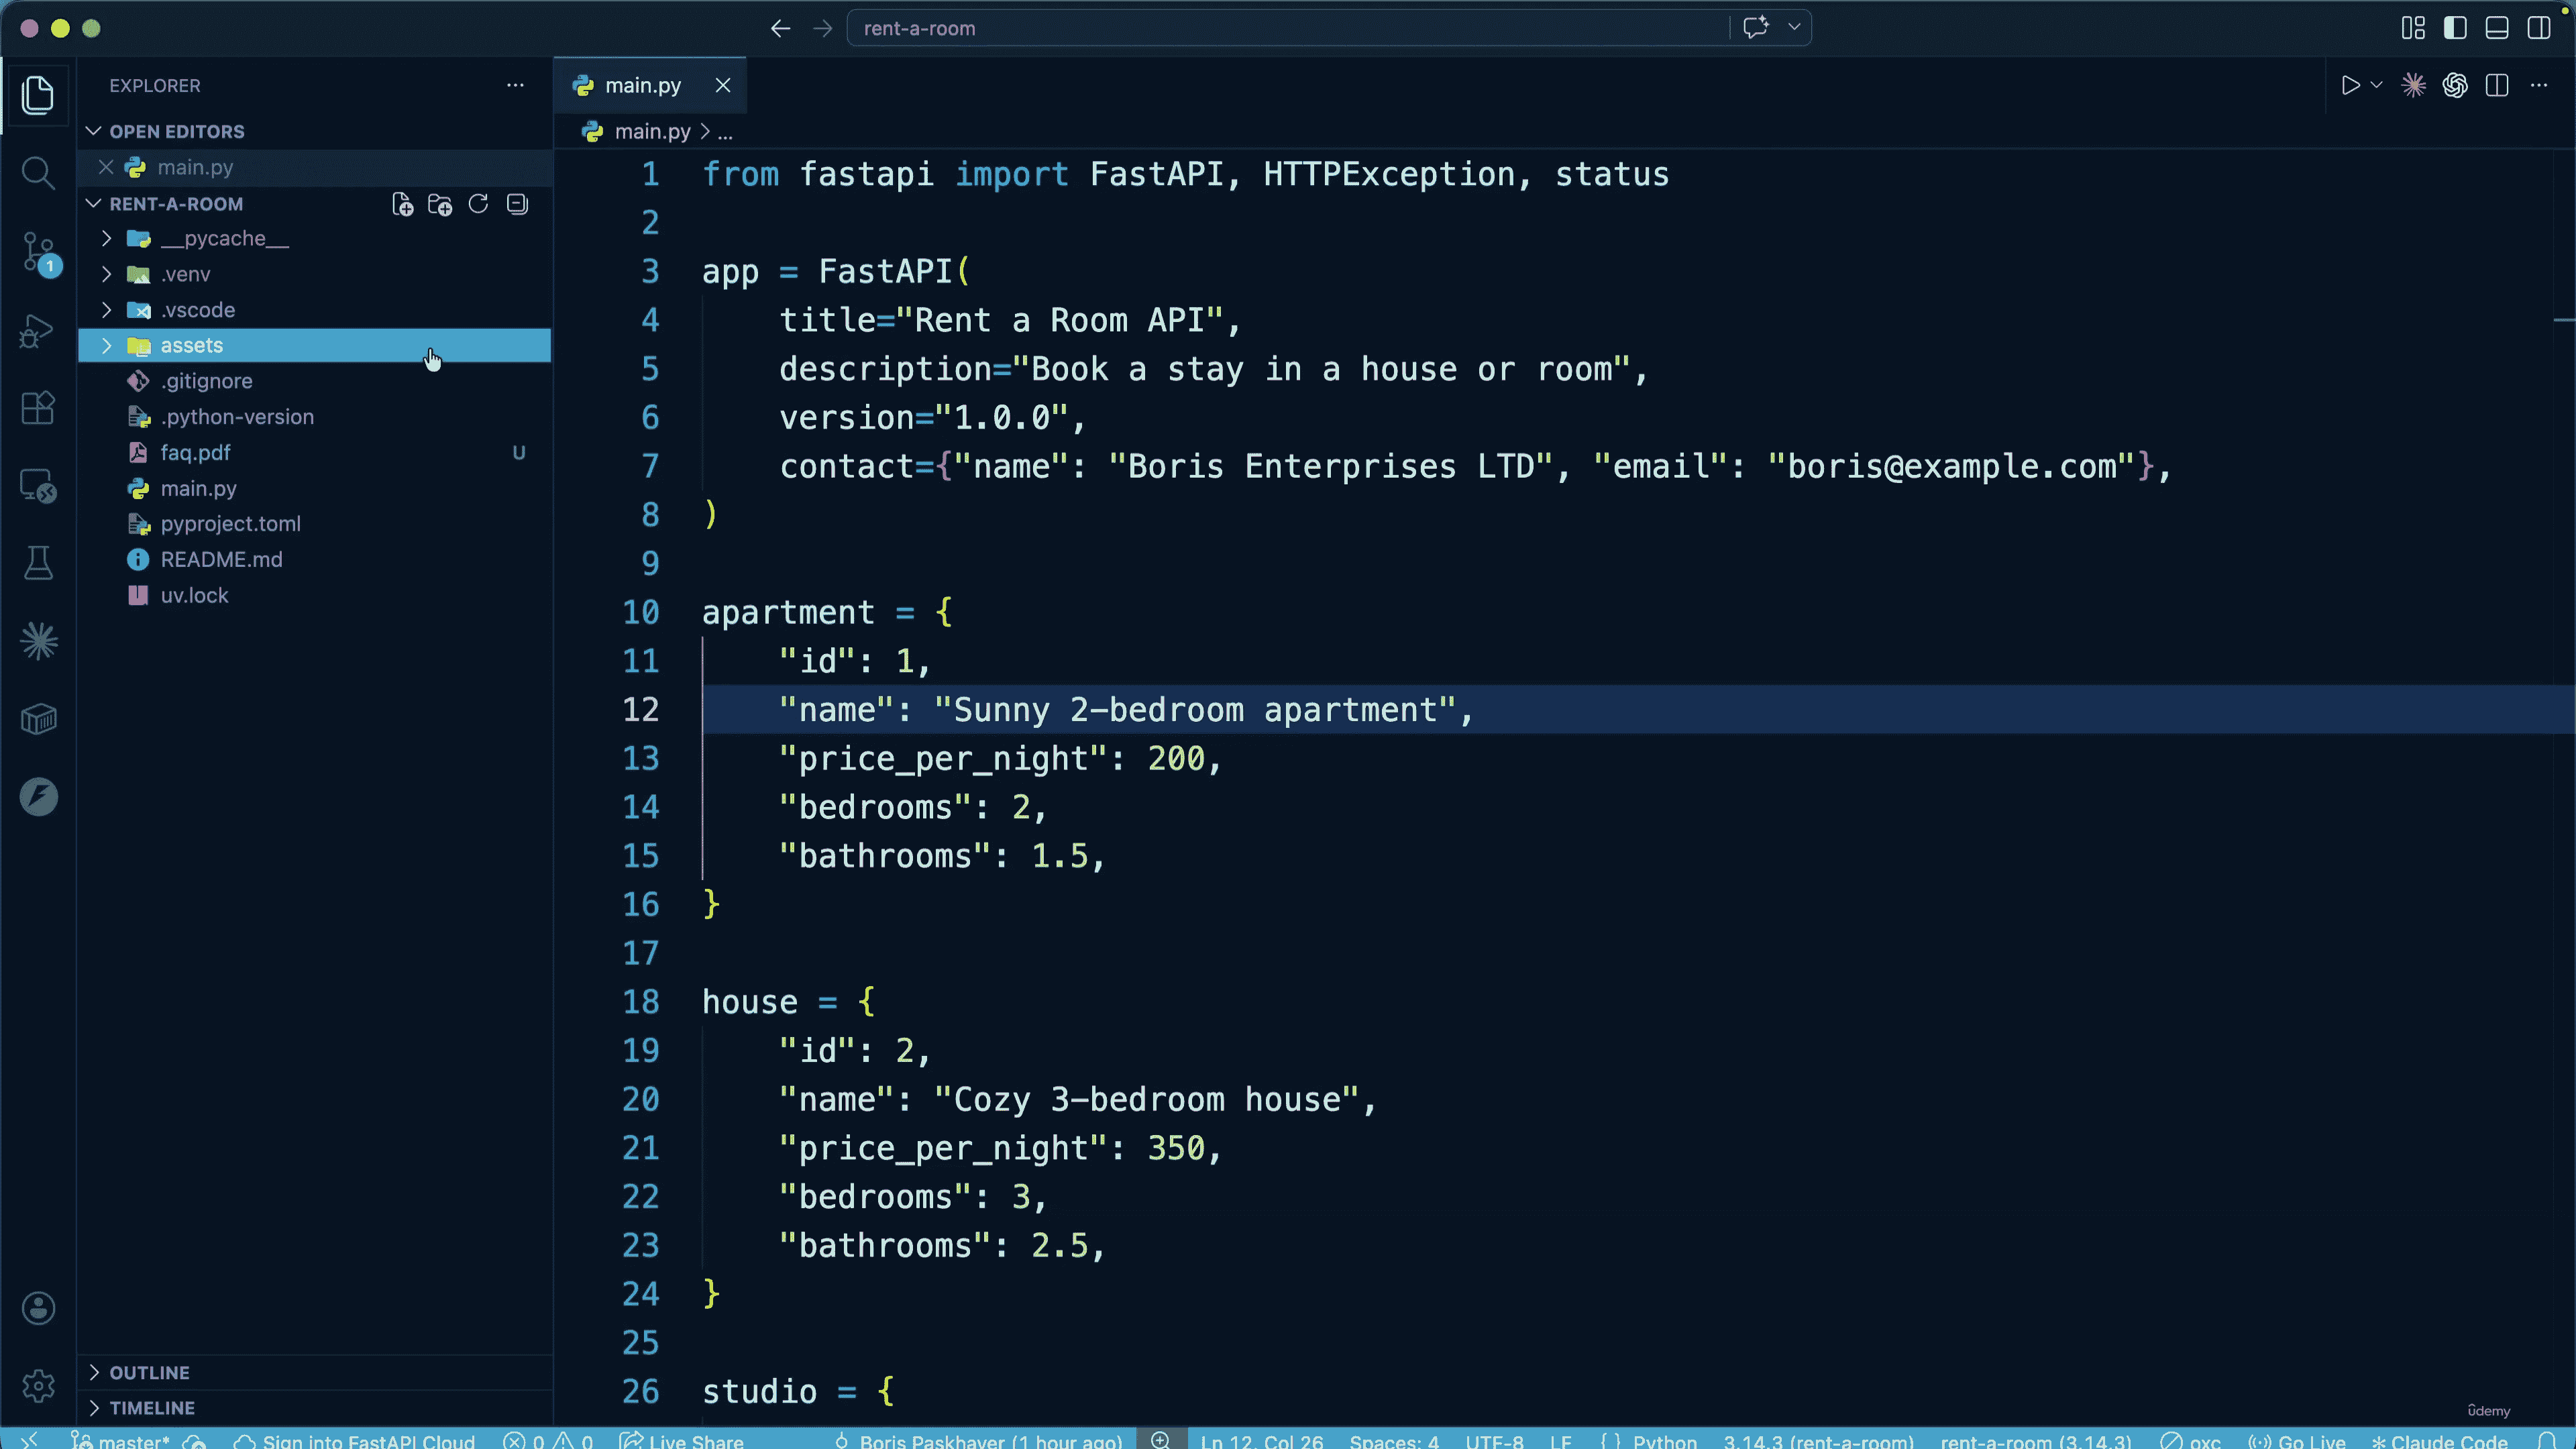 rent-a-room
EXPLORER
OPEN EDITORS
main.py
RENT-A-ROOM
__pycache__
.venv
.vscode
assets
.gitignore
.python-version
faq.pdf U
main.py
pyproject.toml
README.md
uv.lock
OUTLINE
TIMELINE
1
main.py
main.py > ...
1 from fastapi import FastAPI, HTTPException, status
2
3 app = FastAPI(
4 title="Rent a Room API",
5 description="Book a stay in a house or room",
6 version="1.0.0",
7 contact={"name": "Boris Enterprises LTD", "email": "boris@example.com"},
8 )
9
10 apartment = {
11 "id": 1,
12 "name": "Sunny 2-bedroom apartment",
13 "price_per_night": 200,
14 "bedrooms": 2,
15 "bathrooms": 1.5,
16 }
17
18 house = {
19 "id": 2,
20 "name": "Cozy 3-bedroom house",
21 "price_per_night": 350,
22 "bedrooms": 3,
23 "bathrooms": 2.5,
24 }
25
26 studio = {
ûdemy
master* Sign into FastAPI Cloud 0 0 Live Share Boris Paskhaver (1 hour ago) Ln 12, Col 26 Spaces: 4 UTF-8 LF { } Python 3.14.3 (rent-a-room) rent-a-room (3.14.3) oxc Go Live Claude Code